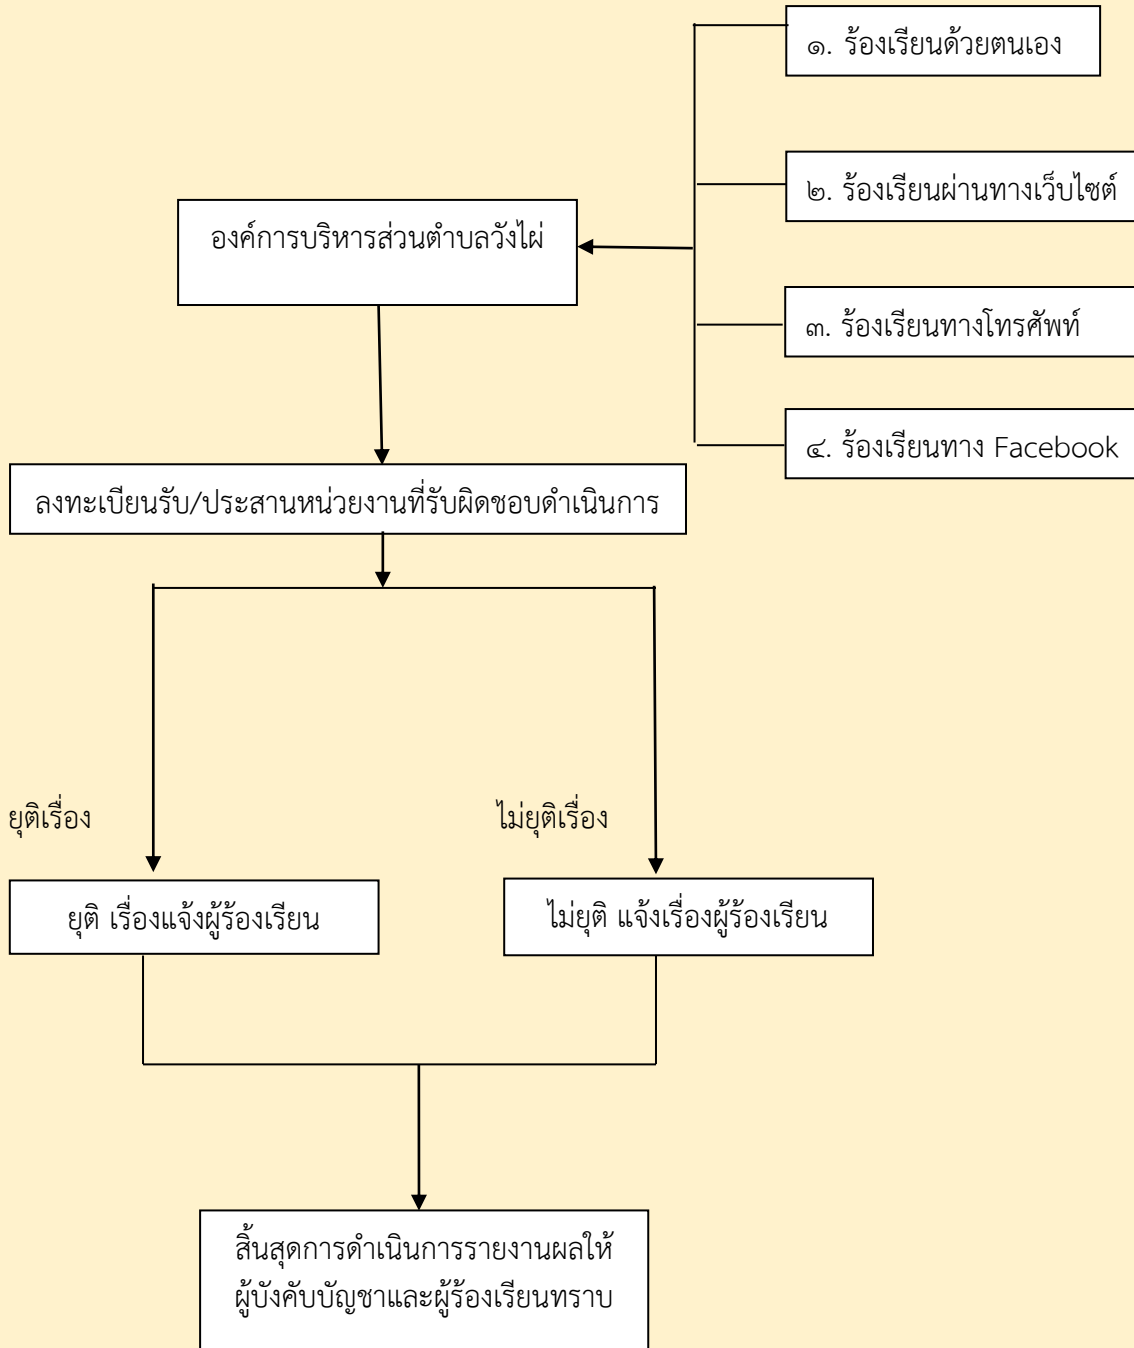 ๑. ร้องเรียนด้วยตนเอง
๒. ร้องเรียนผ่านทางเว็บไซต์
องค์การบริหารส่วนตำบลวังไผ่
๓. ร้องเรียนทางโทรศัพท์
๔. ร้องเรียนทาง Facebook
ลงทะเบียนรับ/ประสานหน่วยงานที่รับผิดชอบดำเนินการ
ยุติเรื่อง
ไม่ยุติเรื่อง
ยุติ เรื่องแจ้งผู้ร้องเรียน
ไม่ยุติ แจ้งเรื่องผู้ร้องเรียน
สิ้นสุดการดำเนินการรายงานผลให้
ผู้บังคับบัญชาและผู้ร้องเรียนทราบ